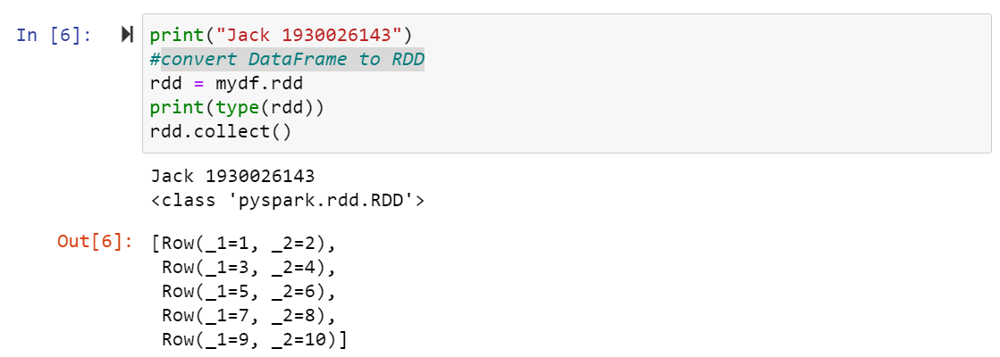 In [6]: print("Jack 1930026143")
#convert DataFrame to RDD
rdd = mydf.rdd
print(type(rdd))
rdd.collect()
Jack 1930026143
<class 'pyspark.rdd.RDD'>
Out[6]: [Row(_1=1, _2=2),
Row(_1=3, _2=4),
Row(_1=5, _2=6),
Row(_1=7, _2=8),
Row(_1=9, _2=10)]